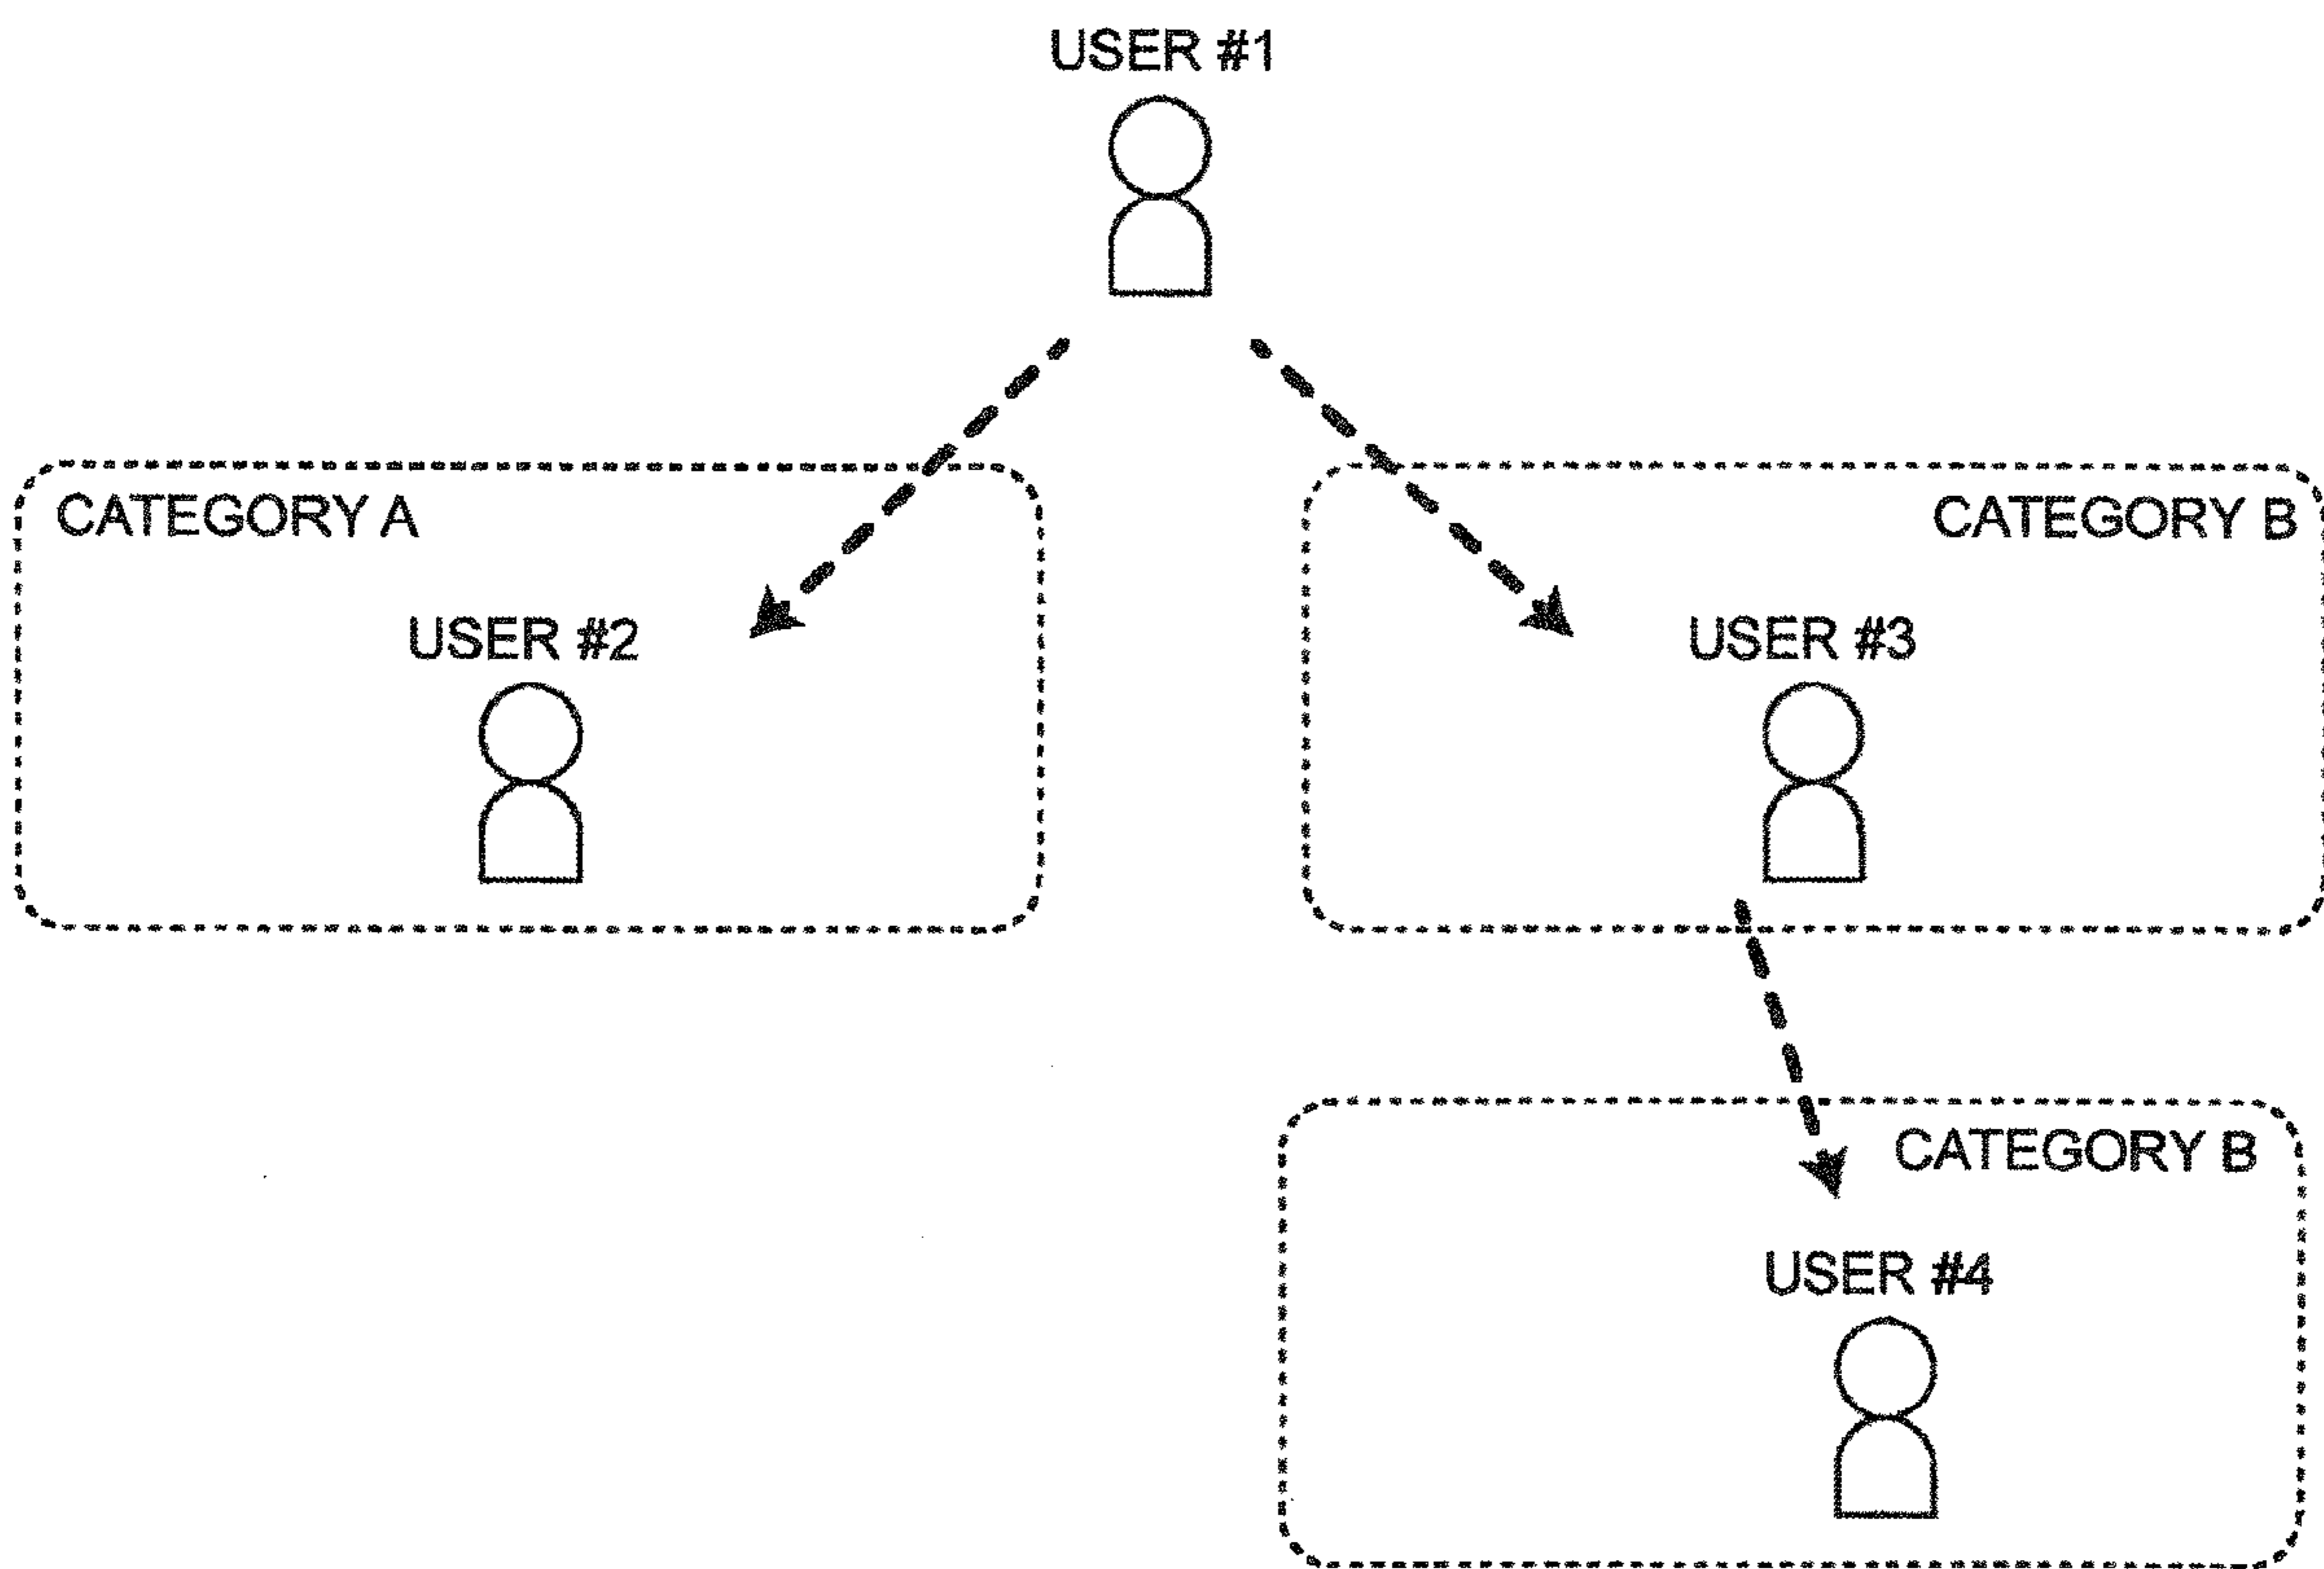 USER #1
CATEGORY A
CATEGORY B
USER #2
USER #3
CATEGORY B
USER #4